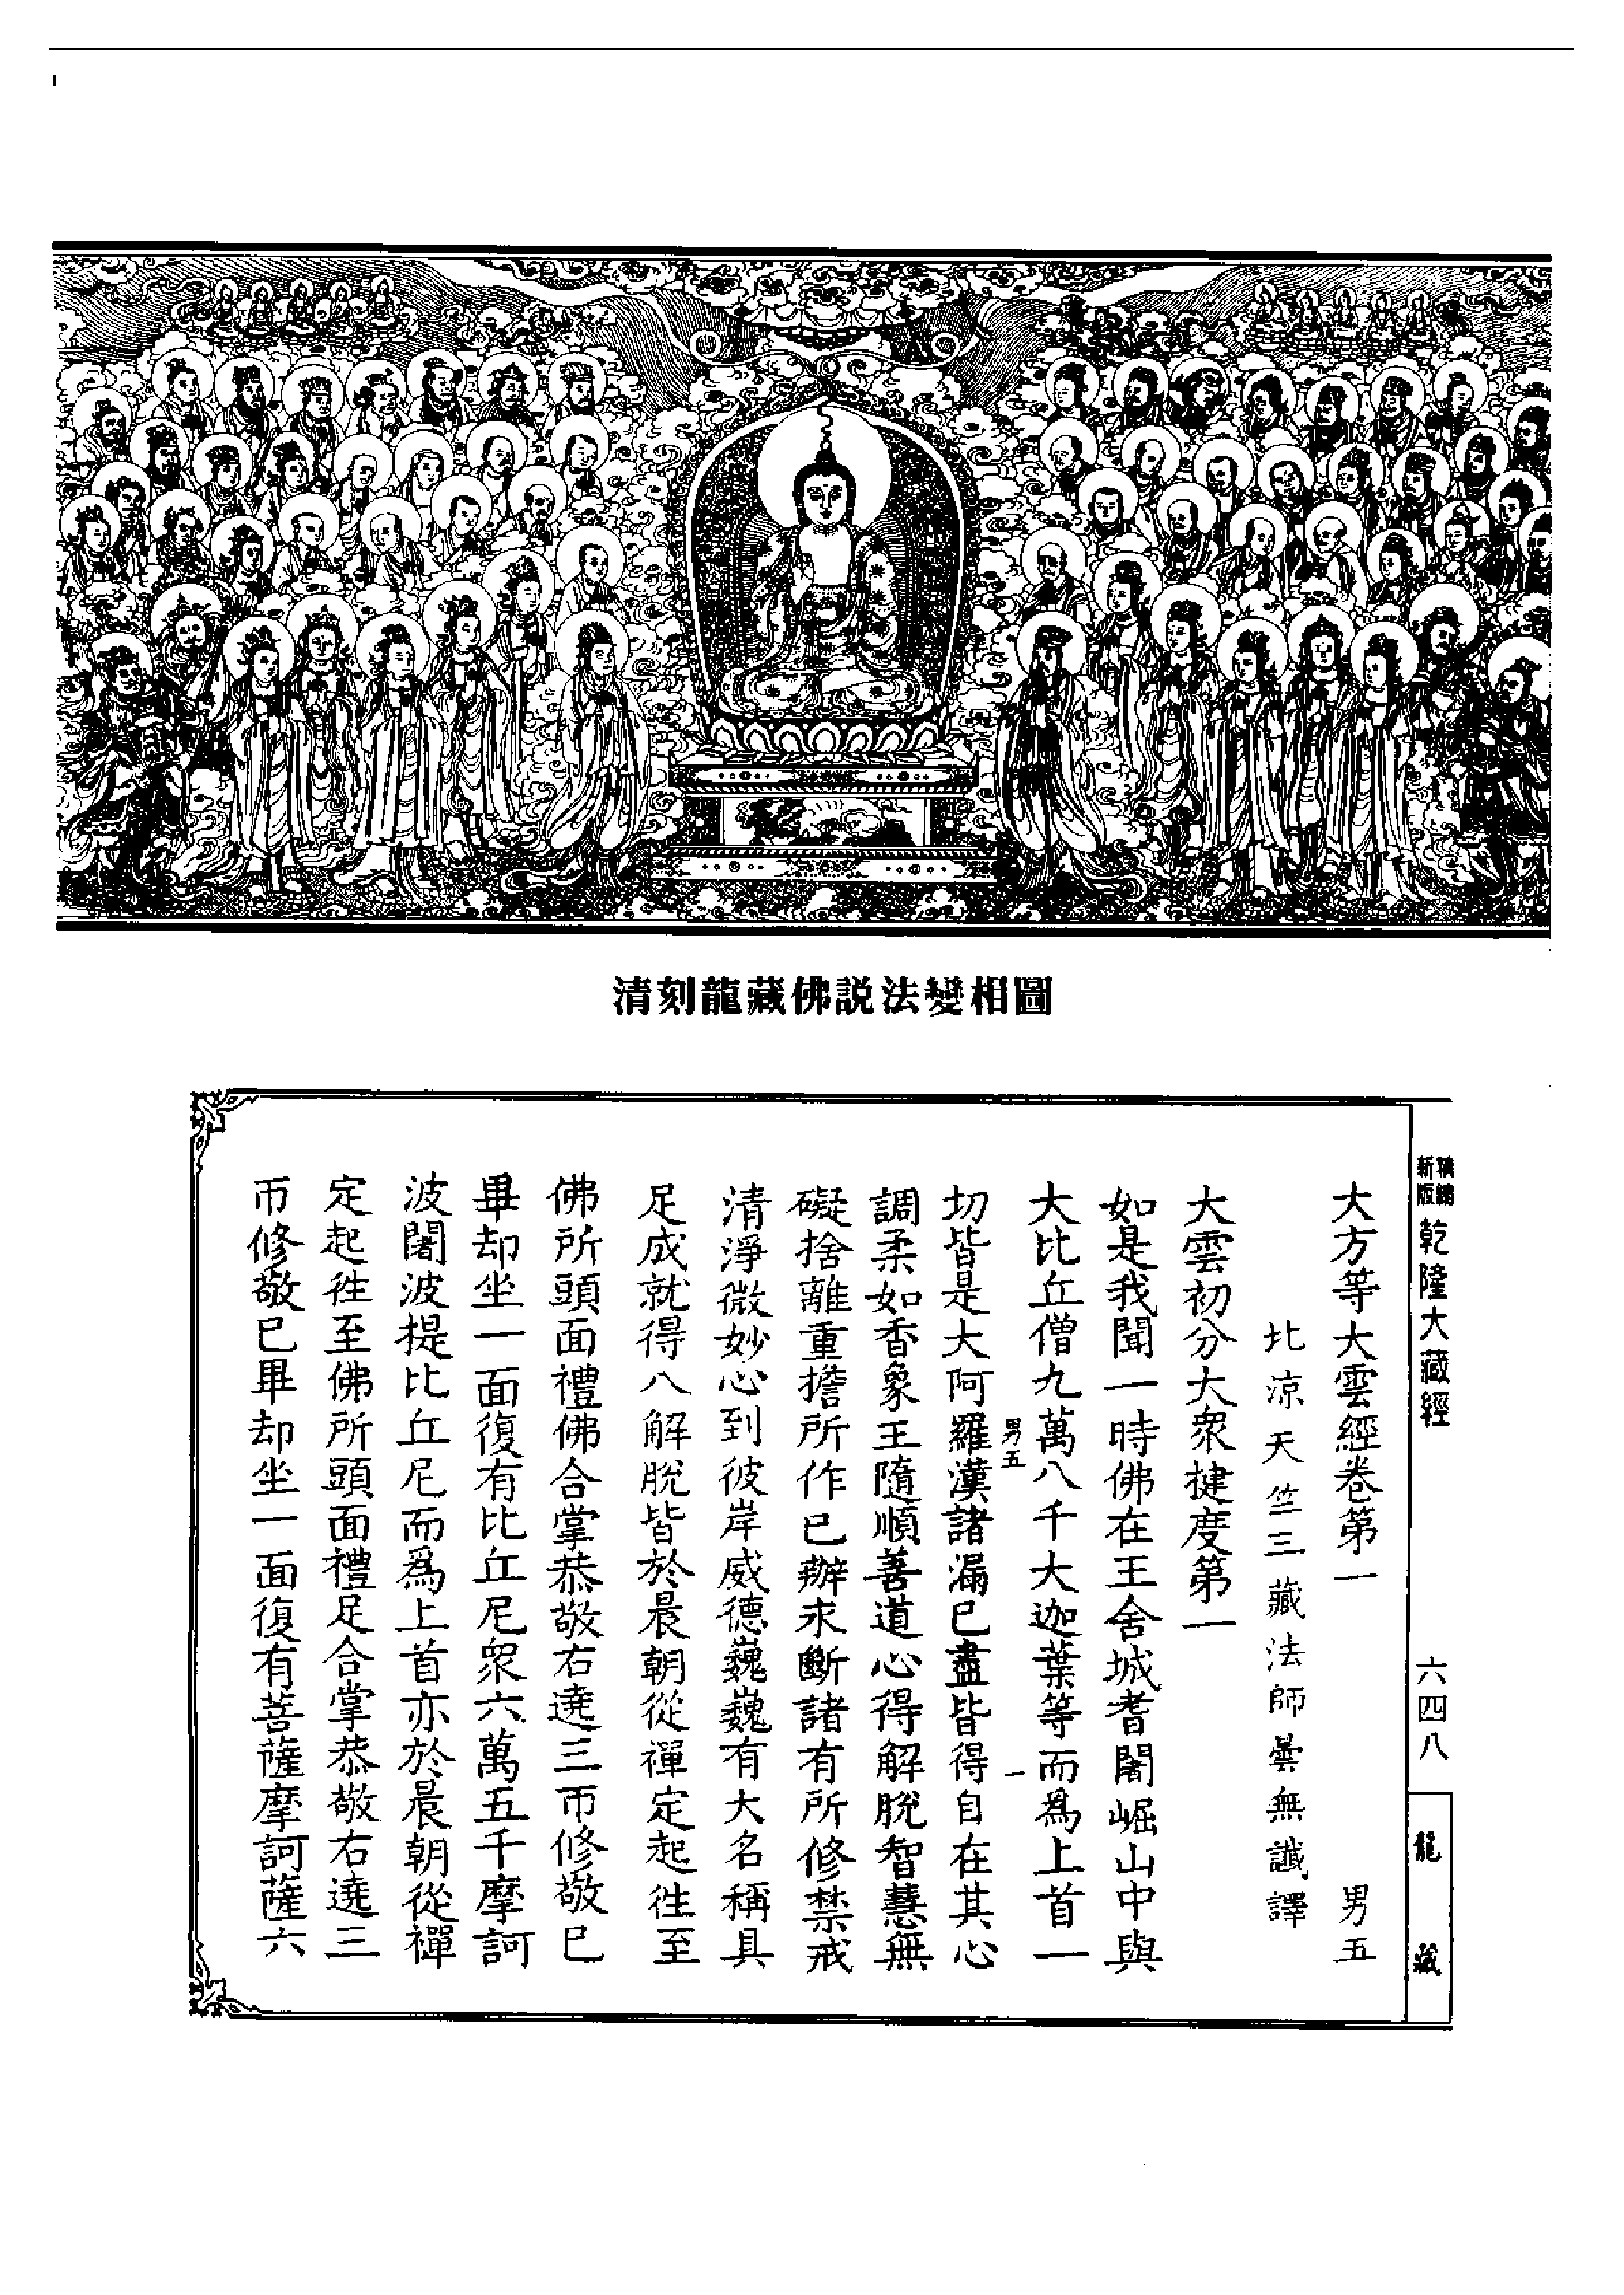 清刻龍藏佛説法變相圖
新版
精縮
乾隆大藏經
六四八
龍藏
大方等大雲經卷第一 男五
北涼天竺三藏法師曇無讖譯
大雲初分大衆揵度第一
如是我聞一時佛在王舍城耆闍崛山中與
大比丘僧九萬八千大迦葉等而爲上首一
男五 一
切皆是大阿羅漢諸漏已盡皆得自在其心
調柔如香象王隨順善道心得解脫智慧無
礙捨離重擔所作已辦求斷諸有所修禁戒
清淨微妙心到彼岸威德巍巍有大名稱具
足成就得八解脫皆於晨朝從禪定起往至
佛所頭面禮佛合掌恭敬右遶三帀修敬已
畢却坐一面復有比丘尼衆六萬五千摩訶
波闍波提比丘尼而爲上首亦於晨朝從禪
定起往至佛所頭面禮足合掌恭敬右遶三
帀修敬已畢却坐一面復有菩薩摩訶薩六